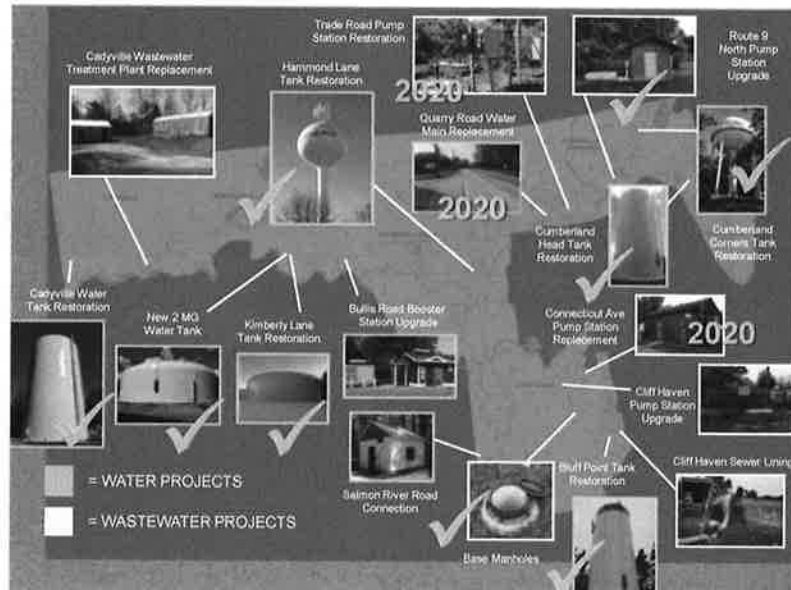 Cadyville Wastewater
Treatment Plant Replacement
Hammond Lane
Tank Restoration
Trade Road Pump
Station Restoration
2020
Route 9
North Pump
Station
Upgrade
Quarry Road Water
Main Replacement
2020
Cumberland
Head Tank
Restoration
Cumberland
Corners Tank
Restoration
Cadyville Water
Tank Restoration
New 2 MG
Water Tank
Kimberly Lane
Tank Restoration
Bullis Road Booster
Station Upgrade
Connecticut Ave
Pump Station
Replacement
2020
Cliff Haven
Pump Station
Upgrade
Salmon River Road
Connection
Base Manholes
Bluff Point Tank
Restoration
Cliff Haven Sewer Lining
= WATER PROJECTS
= WASTEWATER PROJECTS